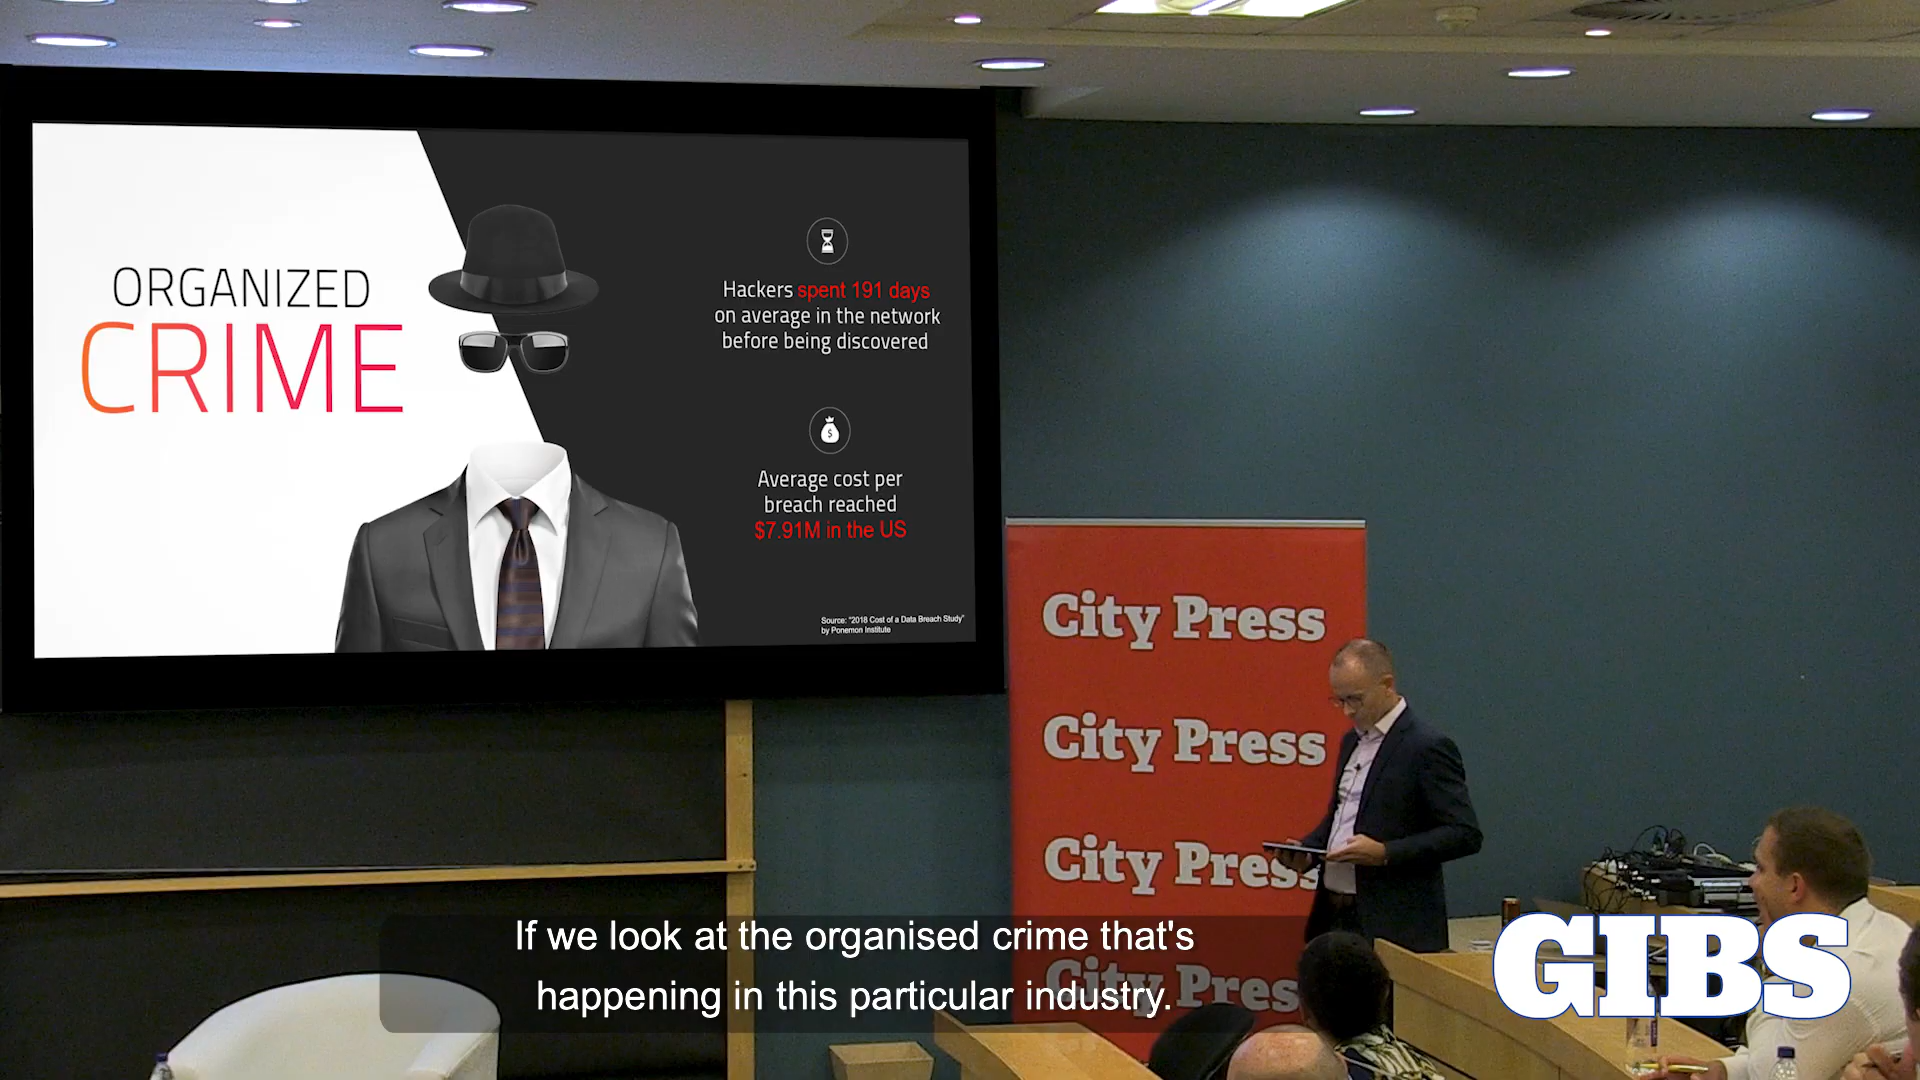 ORGANIZED
CRIME
Hackers spent 191 days
on average in the network
before being discovered
$
Average cost per
breach reached
$7.91M in the US
Source: "2018 Cost of a Data Breach Study"
by Ponemon Institute
City Press
City Press
City Press
City Press
If we look at the organised crime that's
happening in this particular industry.
GIBS